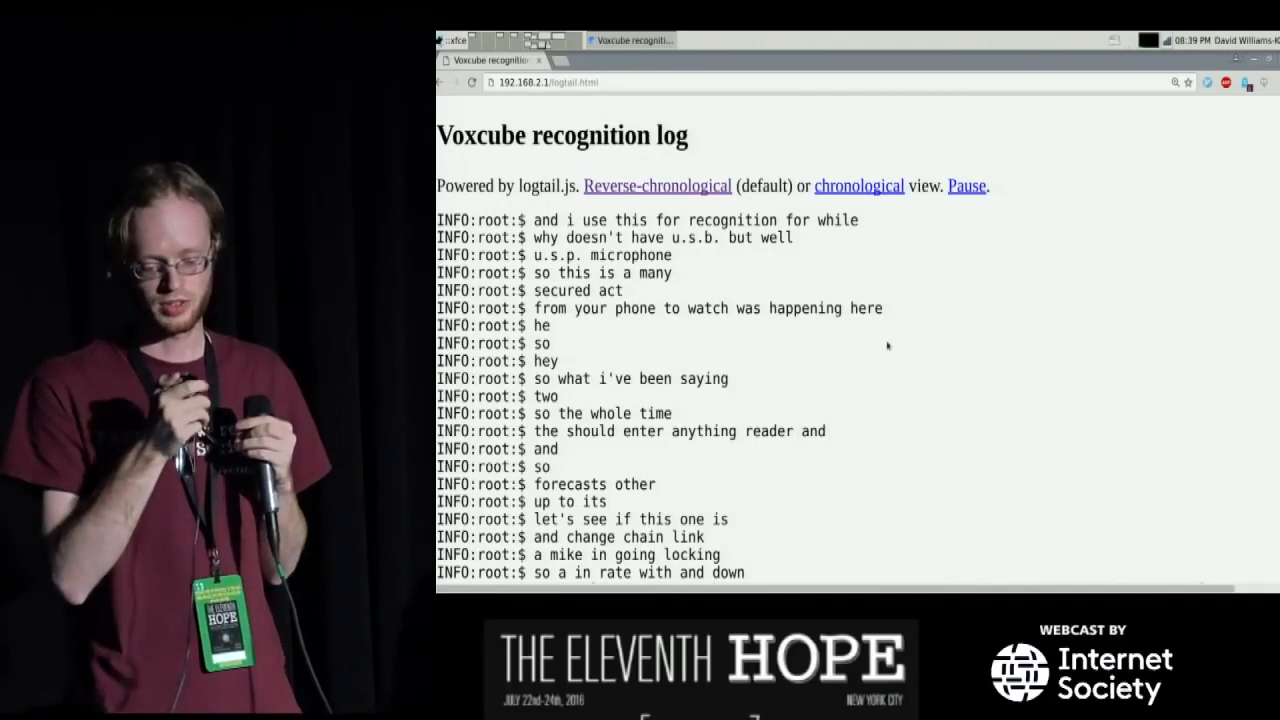 ::xfce
Voxcube recogniti...
08:39 PM David Williams-K
Voxcube recognition
192.168.2.1/logtail.html
Voxcube recognition log
Powered by logtail.js. Reverse-chronological (default) or chronological view. Pause.
INFO:root:$ and i use this for recognition for while
INFO:root:$ why doesn't have u.s.b. but well
INFO:root:$ u.s.p. microphone
INFO:root:$ so this is a many
INFO:root:$ secured act
INFO:root:$ from your phone to watch was happening here
INFO:root:$ he
INFO:root:$ so
INFO:root:$ hey
INFO:root:$ so what i've been saying
INFO:root:$ two
INFO:root:$ so the whole time
INFO:root:$ the should enter anything reader and
INFO:root:$ and
INFO:root:$ so
INFO:root:$ forecasts other
INFO:root:$ up to its
INFO:root:$ let's see if this one is
INFO:root:$ and change chain link
INFO:root:$ a mike in going locking
INFO:root:$ so a in rate with and down
THE ELEVENTH
HOPE
THE ELEVENTH HOPE
JULY 22nd-24th, 2016
NEW YORK CITY
WEBCAST BY
Internet
Society